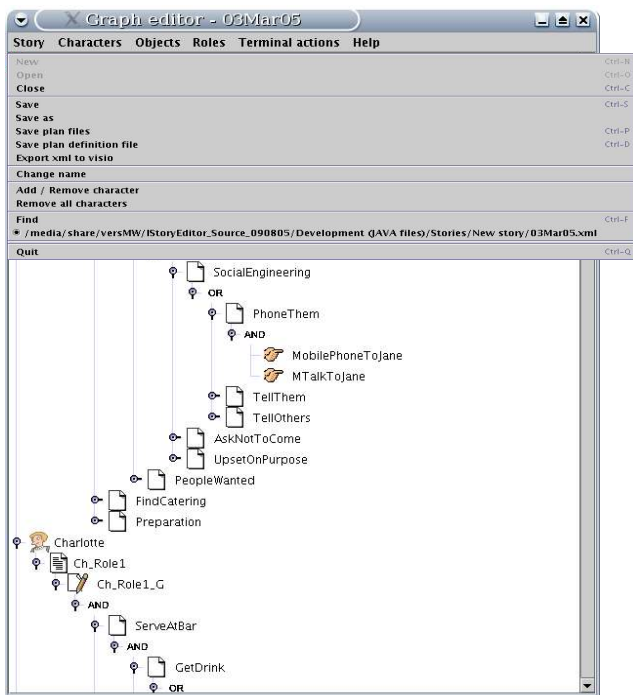 X Graph editor - 03Mar05
Story Characters Objects Roles Terminal actions Help
New Ctrl-N
Open Ctrl-O
Close Ctrl-C
Save Ctrl-S
Save as
Save plan files Ctrl-P
Save plan definition file Ctrl-D
Export xml to visio
Change name
Add / Remove character
Remove all characters
Find Ctrl-F
/media/share/versMW/IStoryEditor_Source_090805/Development (JAVA files)/Stories/New story/03Mar05.xml
Quit Ctrl-Q
SocialEngineering
OR
PhoneThem
AND
MobilePhoneToJane
MTalkToJane
TellThem
TellOthers
AskNotToCome
UpsetOnPurpose
PeopleWanted
FindCatering
Preparation
Charlotte
Ch_Role1
Ch_Role1_G
AND
ServeAtBar
AND
GetDrink
OR